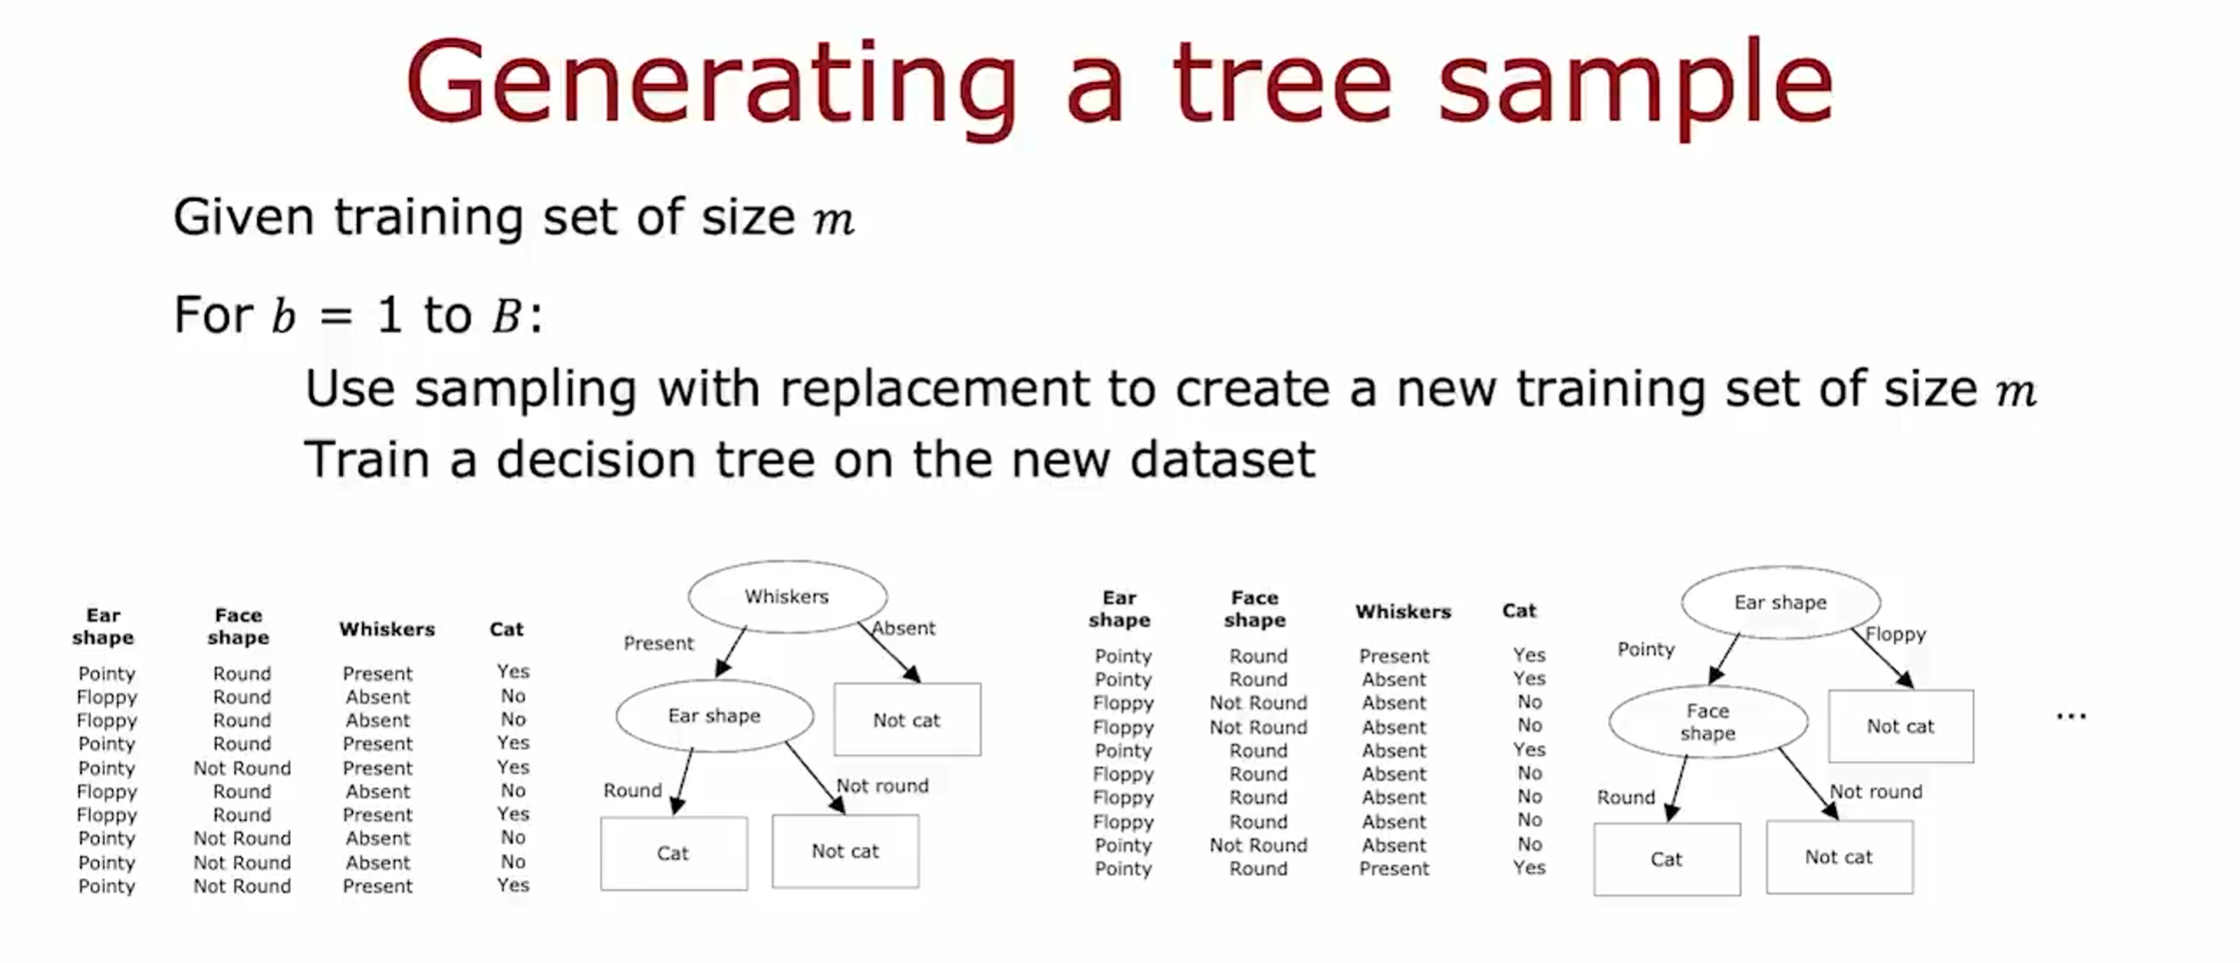 Generating a tree sample
Given training set of size m
For b = 1 to B:
Use sampling with replacement to create a new training set of size m
Train a decision tree on the new dataset
Ear shape Face shape Whiskers Cat
Pointy Round Present Yes
Floppy Round Absent No
Floppy Round Absent No
Pointy Round Present Yes
Pointy Not Round Present Yes
Floppy Round Absent No
Floppy Round Present Yes
Pointy Not Round Absent No
Pointy Not Round Absent No
Pointy Not Round Present Yes
Whiskers
Present Absent
Ear shape Not cat
Round Not round
Cat Not cat
Ear shape Face shape Whiskers Cat
Pointy Round Present Yes
Pointy Round Absent Yes
Floppy Not Round Absent No
Floppy Not Round Absent No
Pointy Round Absent Yes
Floppy Round Absent No
Floppy Round Absent No
Floppy Round Absent No
Pointy Not Round Absent No
Pointy Round Present Yes
Ear shape
Pointy Floppy
Face shape Not cat
Round Not round
Cat Not cat
...